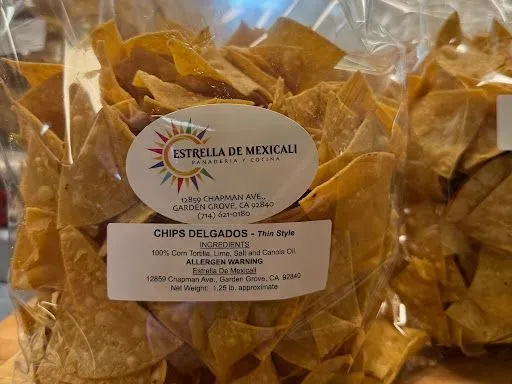 ESTRELLA DE MEXICALI
PANADERIA Y COCINA
12859 CHAPMAN AVE.,
GARDEN GROVE, CA 92840
(714) 621-0180
CHIPS DELGADOS - Thin Style
INGREDIENTS
100% Corn Tortilla, Lime, Salt and Canola Oil.
ALLERGEN WARNING
Estrella De Mexicali
12859 Chapman Ave., Garden Grove, CA 92840
Net Weight: 1.25 lb. approximate